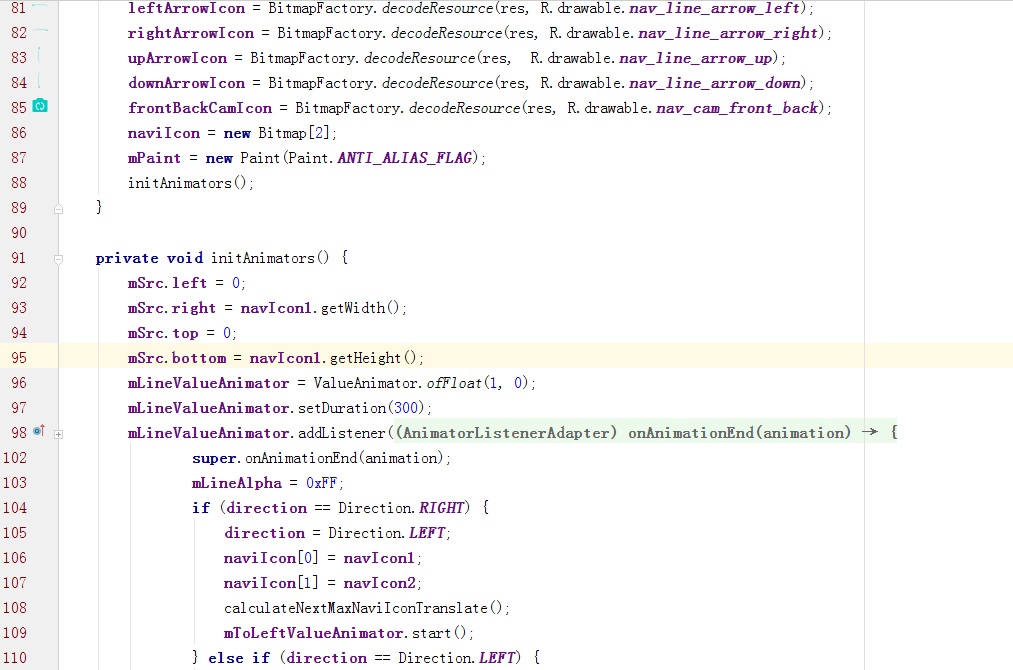 81 leftArrowIcon = BitmapFactory.decodeResource(res, R.drawable.nav_line_arrow_left);
82 rightArrowIcon = BitmapFactory.decodeResource(res, R.drawable.nav_line_arrow_right);
83 upArrowIcon = BitmapFactory.decodeResource(res,  R.drawable.nav_line_arrow_up);
84 downArrowIcon = BitmapFactory.decodeResource(res, R.drawable.nav_line_arrow_down);
85 frontBackCamIcon = BitmapFactory.decodeResource(res, R.drawable.nav_cam_front_back);
86 naviIcon = new Bitmap[2];
87 mPaint = new Paint(Paint.ANTI_ALIAS_FLAG);
88 initAnimators();
89 }
90
91 private void initAnimators() {
92 mSrc.left = 0;
93 mSrc.right = navIcon1.getWidth();
94 mSrc.top = 0;
95 mSrc.bottom = navIcon1.getHeight();
96 mLineValueAnimator = ValueAnimator.ofFloat(1, 0);
97 mLineValueAnimator.setDuration(300);
98 mLineValueAnimator.addListener((AnimatorListenerAdapter) onAnimationEnd(animation) → {
102 super.onAnimationEnd(animation);
103 mLineAlpha = 0xFF;
104 if (direction == Direction.RIGHT) {
105 direction = Direction.LEFT;
106 naviIcon[0] = navIcon1;
107 naviIcon[1] = navIcon2;
108 calculateNextMaxNaviIconTranslate();
109 mToLeftValueAnimator.start();
110 } else if (direction == Direction.LEFT) {